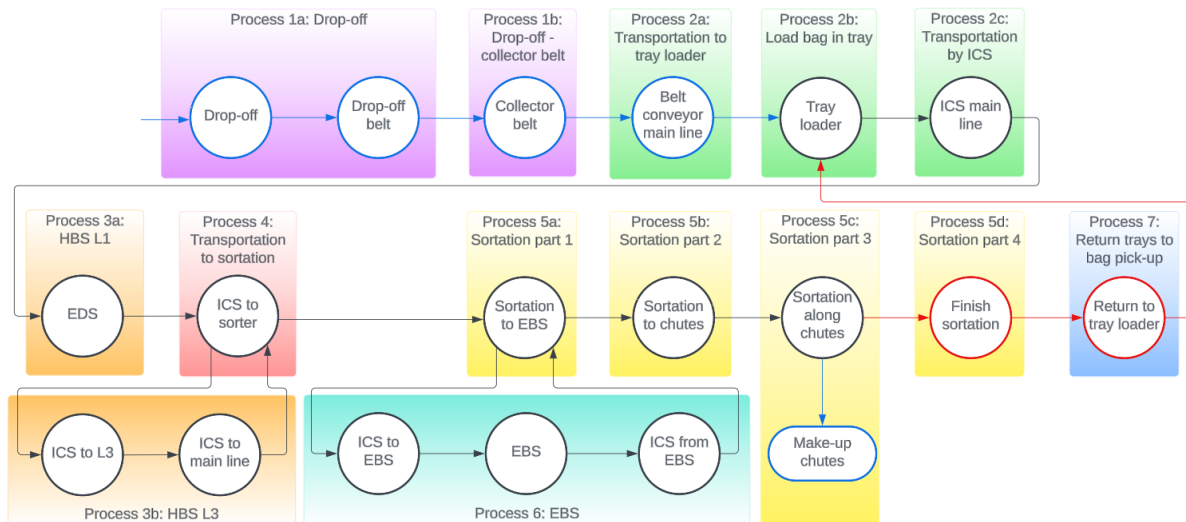 Process 1a: Drop-off
Drop-off
Drop-off
belt
Process 1b:
Drop-off -
collector belt
Collector
belt
Process 2a:
Transportation to
tray loader
Belt
conveyor
main line
Process 2b:
Load bag in tray
Tray
loader
Process 2c:
Transportation
by ICS
ICS main
line
Process 3a:
HBS L1
EDS
Process 4:
Transportation
to sortation
ICS to
sorter
Process 5a:
Sortation part 1
Sortation
to EBS
Process 5b:
Sortation part 2
Sortation
to chutes
Process 5c:
Sortation part 3
Sortation
along
chutes
Process 5d:
Sortation part 4
Finish
sortation
Process 7:
Return trays to
bag pick-up
Return to
tray loader
ICS to L3
ICS to
main line
Process 3b: HBS L3
ICS to
EBS
EBS
ICS from
EBS
Process 6: EBS
Make-up
chutes